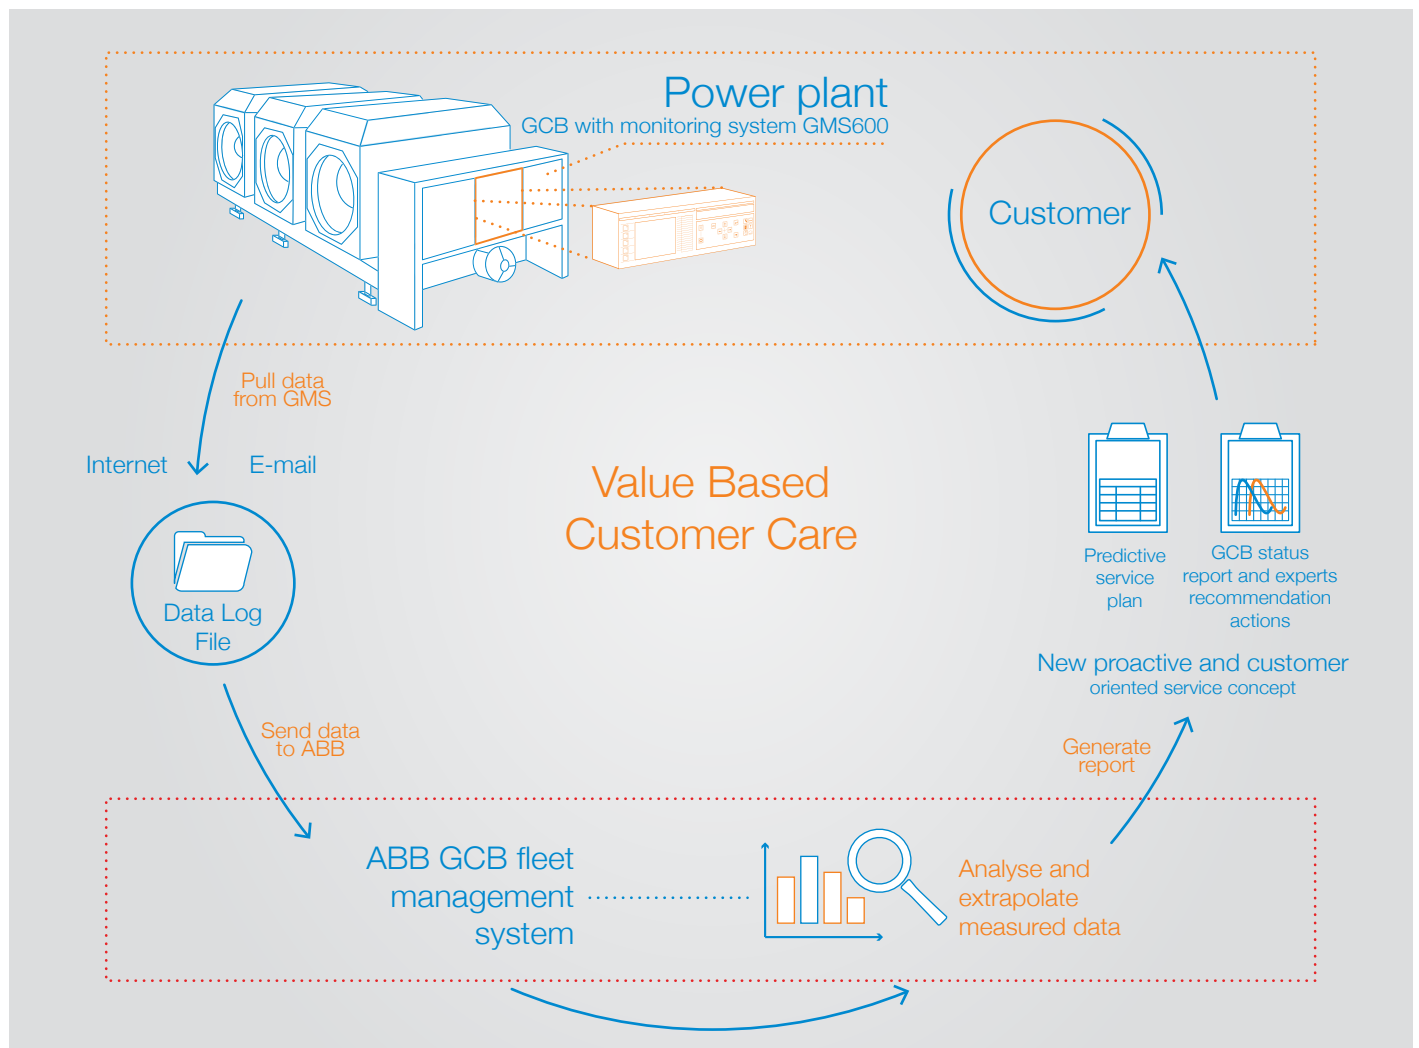 Power plant
GCB with monitoring system GMS600
Customer
Pull data
from GMS
Internet
E-mail
Data Log
File
Value Based
Customer Care
Predictive
service
plan
GCB status
report and experts
recommendation
actions
New proactive and customer
oriented service concept
Send data
to ABB
Generate
report
ABB GCB fleet
management
system
Analyse and
extrapolate
measured data